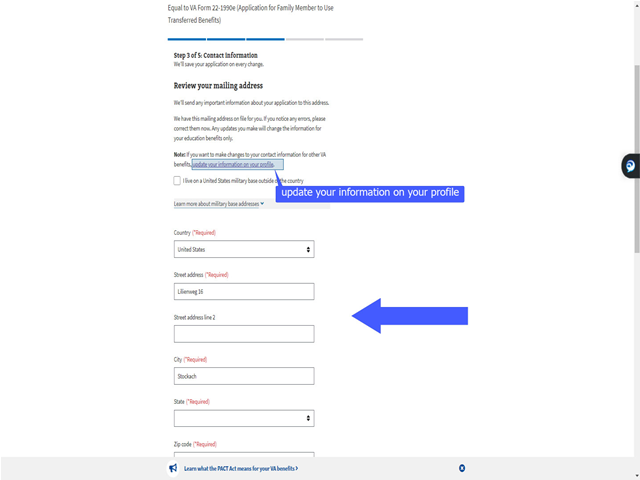 Equal to VA Form 22-1990e (Application for Family Member to Use
Transferred Benefits)
Step 3 of 5: Contact information
We'll save your application on every change.
Review your mailing address
We'll send any important information about your application to this address.
We have this mailing address on file for you. If you notice any errors, please
correct them now. Any updates you make will change the information for
your education benefits only.
Note: If you want to make changes to your contact information for other VA
benefits, update your information on your profile.
I live on a United States military base outside of the country
update your information on your profile
Learn more about military base addresses
Country (*Required)
United States
Street address (*Required)
Lilienweg 16
Street address line 2
City (*Required)
Stockach
State (*Required)
Zip code (*Required)
Learn what the PACT Act means for your VA benefits